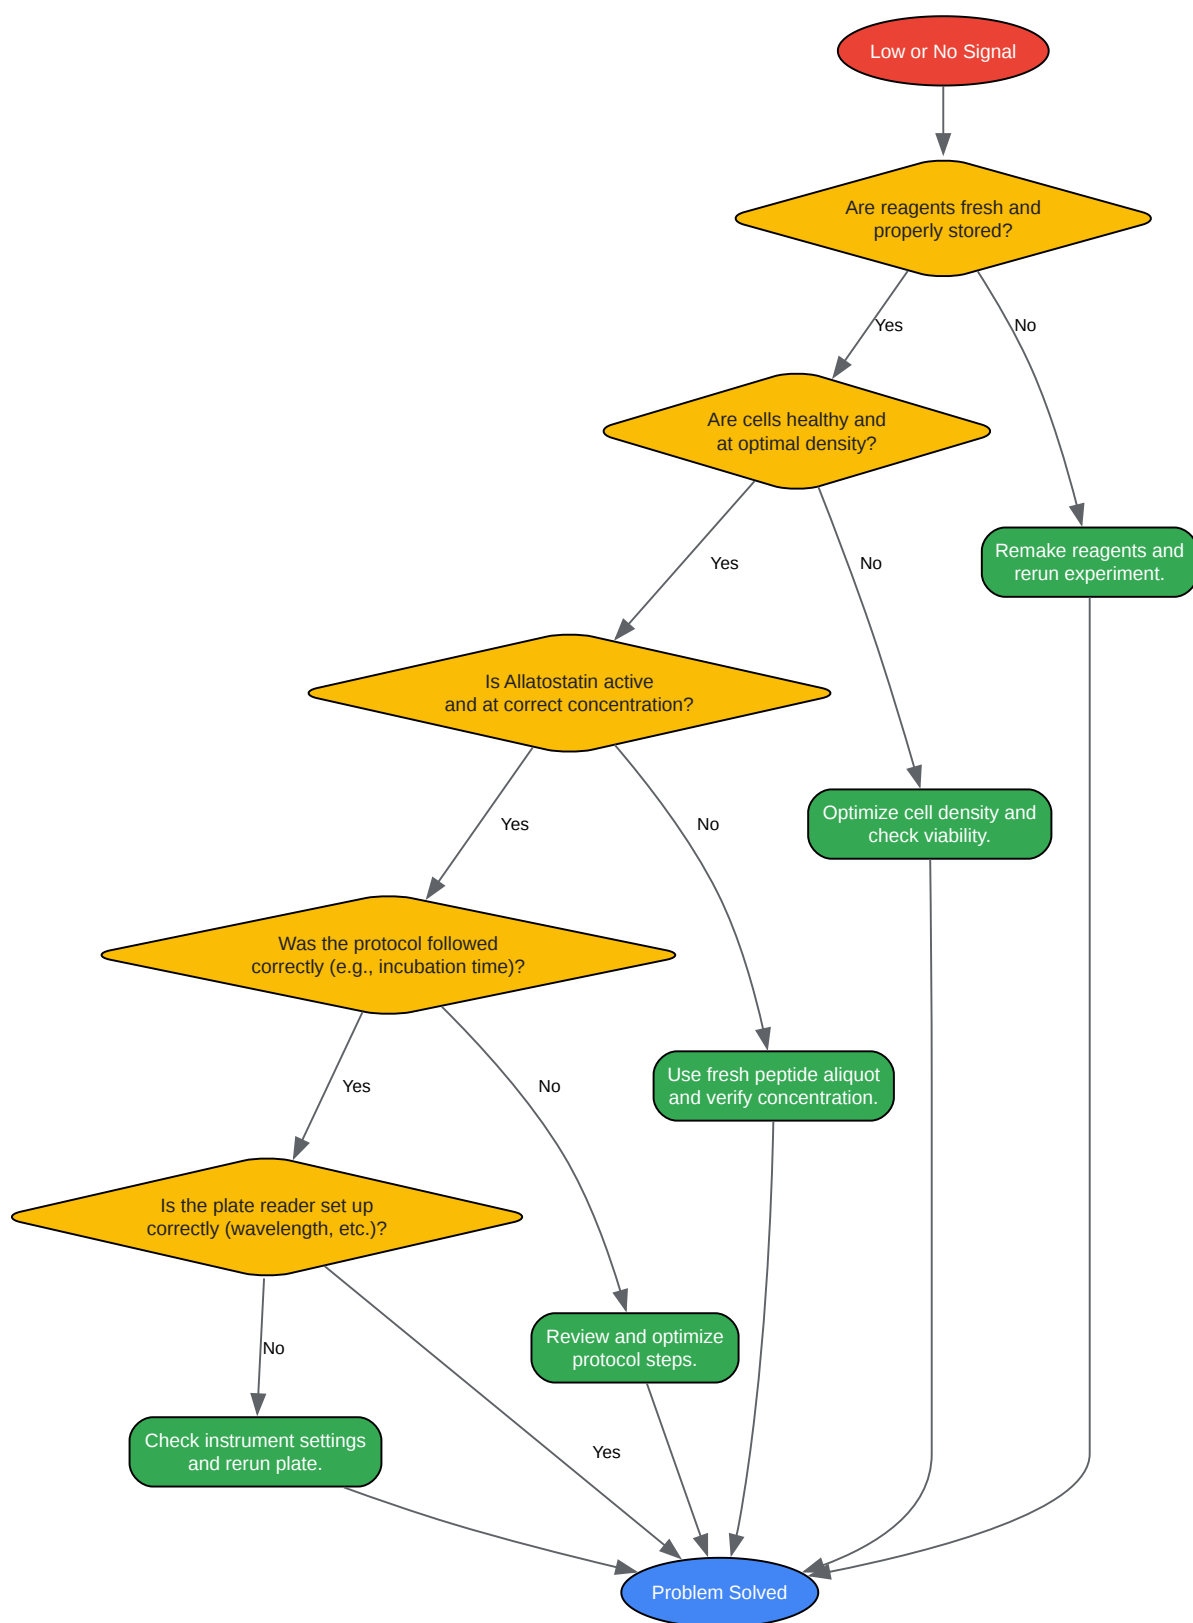 Low or No Signal
Are reagents fresh and
properly stored?
Yes
No
Are cells healthy and
at optimal density?
Yes
No
Remake reagents and
rerun experiment.
Is Allatostatin active
and at correct concentration?
Yes
No
Optimize cell density and
check viability.
Was the protocol followed
correctly (e.g., incubation time)?
Yes
No
Use fresh peptide aliquot
and verify concentration.
Is the plate reader set up
correctly (wavelength, etc.)?
No
Yes
Review and optimize
protocol steps.
Check instrument settings
and rerun plate.
Problem Solved